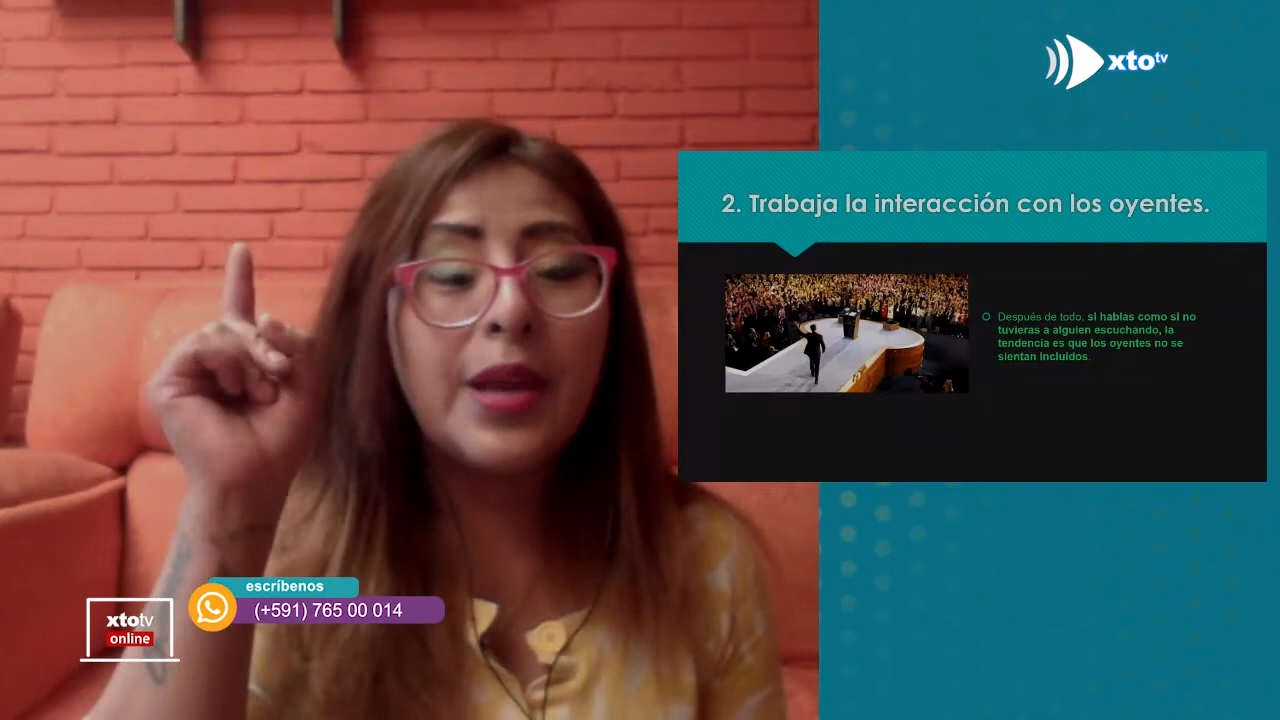 xtotv
2. Trabaja la interacción con los oyentes.
Después de todo, si hablas como si no
tuvieras a alguien escuchando, la
tendencia es que los oyentes no se
sientan incluidos.
escríbenos
(+591) 765 00 014
xtotv
online